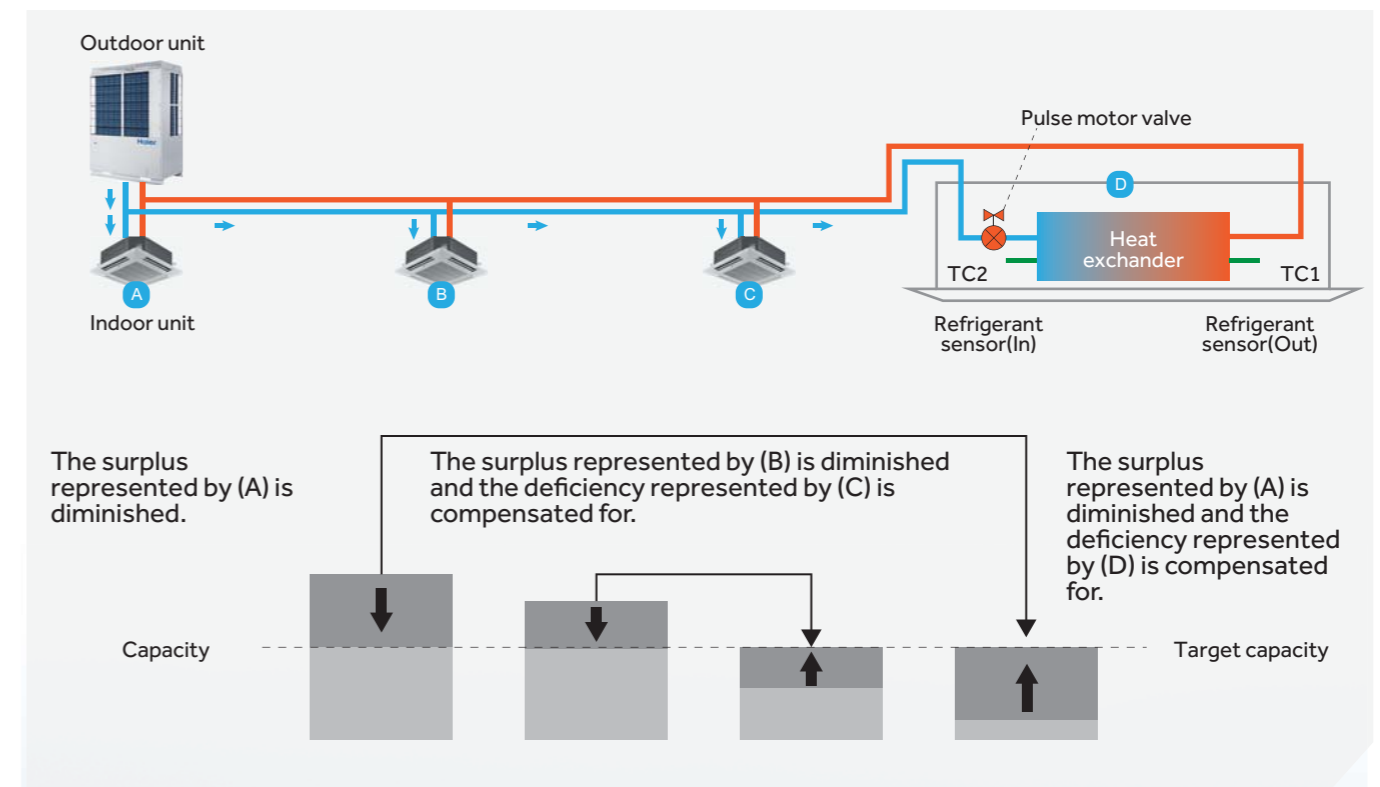 Outdoor unit
Haier
Pulse motor valve
D
Heat
exchander
TC2
TC1
A
B
C
Indoor unit
Refrigerant
sensor(In)
Refrigerant
sensor(Out)
The surplus
represented by (A) is
diminished.
The surplus represented by (B) is diminished
and the deficiency represented by (C) is
compensated for.
The surplus
represented by (A) is
diminished and the
deficiency represented
by (D) is compensated
for.
Capacity
Target capacity